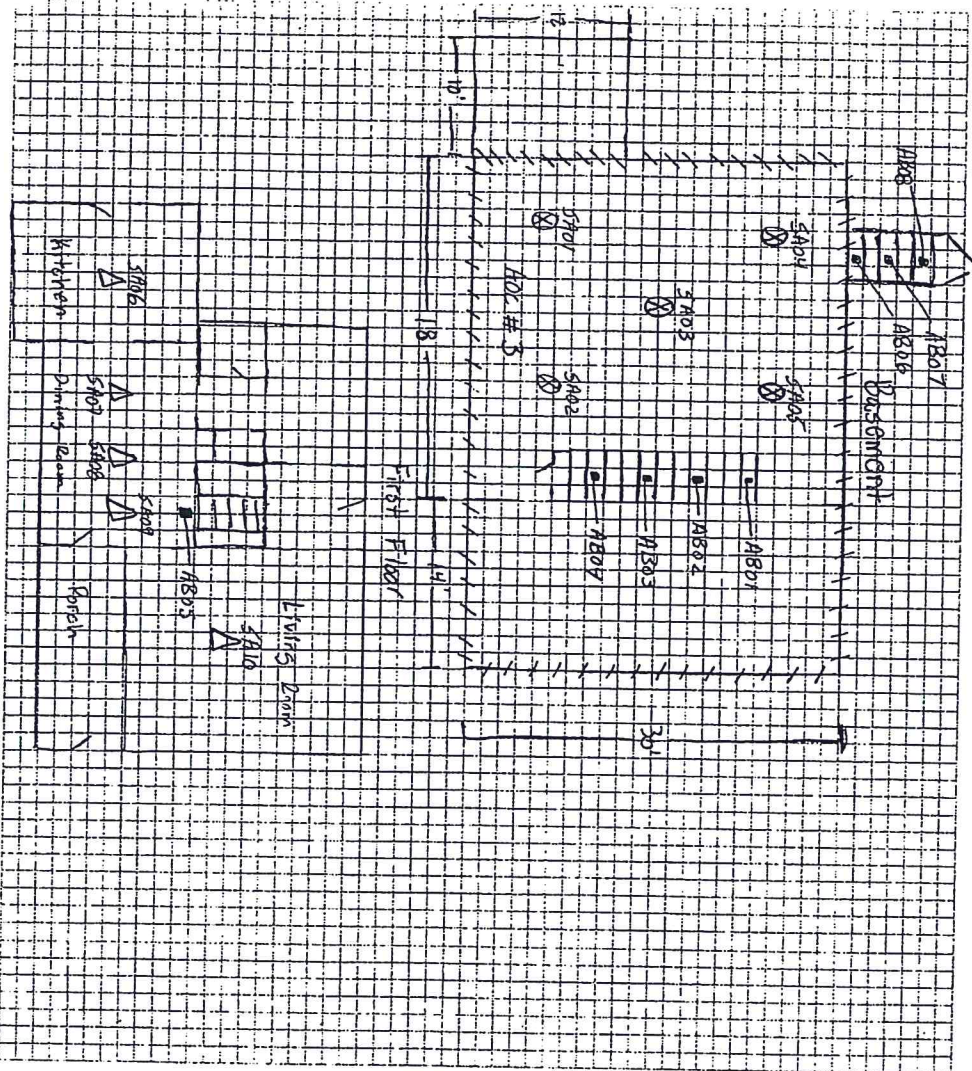 Basement
AB08
AB07
AB06
SA04
SA05
SA03
SA01
SA02
AOC # 3
AB01
AB02
AB03
AB04
12
10'
18
14'
30'
First Floor
Living Room
SA10
AB05
SA06
Kitchen
SA07
SA08
SA09
Dining Room
Porch